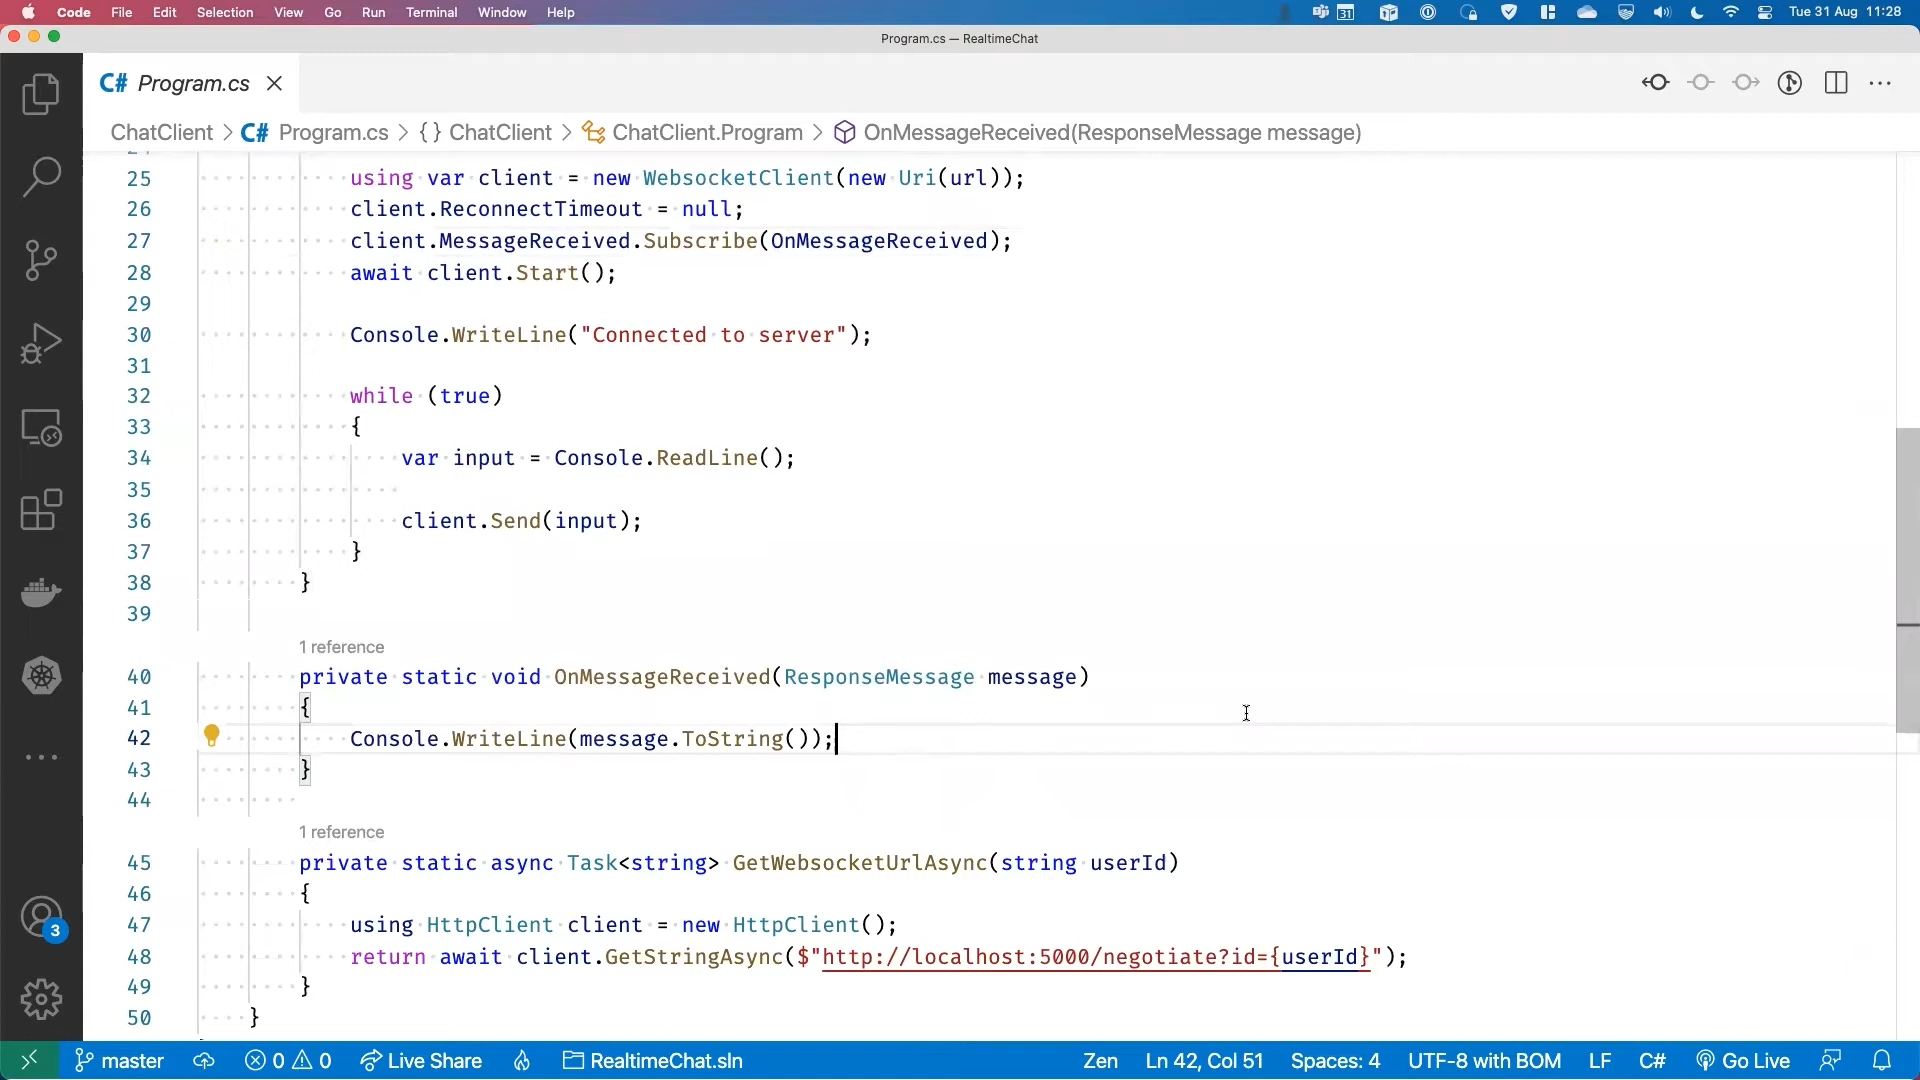 Code File Edit Selection View Go Run Terminal Window Help
31
Tue 31 Aug 11:28
Program.cs — RealtimeChat
C# Program.cs
ChatClient > C# Program.cs > {} ChatClient > ChatClient.Program > OnMessageReceived(ResponseMessage message)
25 using var client = new WebsocketClient(new Uri(url));
26 client.ReconnectTimeout = null;
27 client.MessageReceived.Subscribe(OnMessageReceived);
28 await client.Start();
29
30 Console.WriteLine("Connected to server");
31
32 while (true)
33 {
34 var input = Console.ReadLine();
35
36 client.Send(input);
37 }
38 }
39
1 reference
40 private static void OnMessageReceived(ResponseMessage message)
41 {
42 Console.WriteLine(message.ToString());
43 }
44
1 reference
45 private static async Task<string> GetWebsocketUrlAsync(string userId)
46 {
47 using HttpClient client = new HttpClient();
48 return await client.GetStringAsync($"http://localhost:5000/negotiate?id={userId}");
49 }
50 }
3
master 0 0 Live Share RealtimeChat.sln Zen Ln 42, Col 51 Spaces: 4 UTF-8 with BOM LF C# Go Live